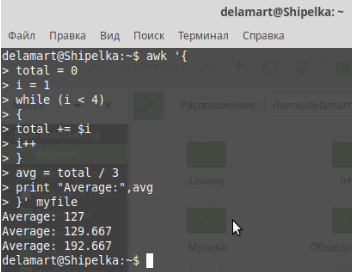 delamart@Shipelka: ~
Файл Правка Вид Поиск Терминал Справка
delamart@Shipelka:~$ awk '{
> total = 0
> i = 1
> while (i < 4)
> {
> total += $i
> i++
> }
> avg = total / 3
> print "Average:",avg
> }' myfile
Average: 127
Average: 129.667
Average: 192.667
delamart@Shipelka:~$
Расположение: /home/delamart
delamart
Lisovoy
Музыка